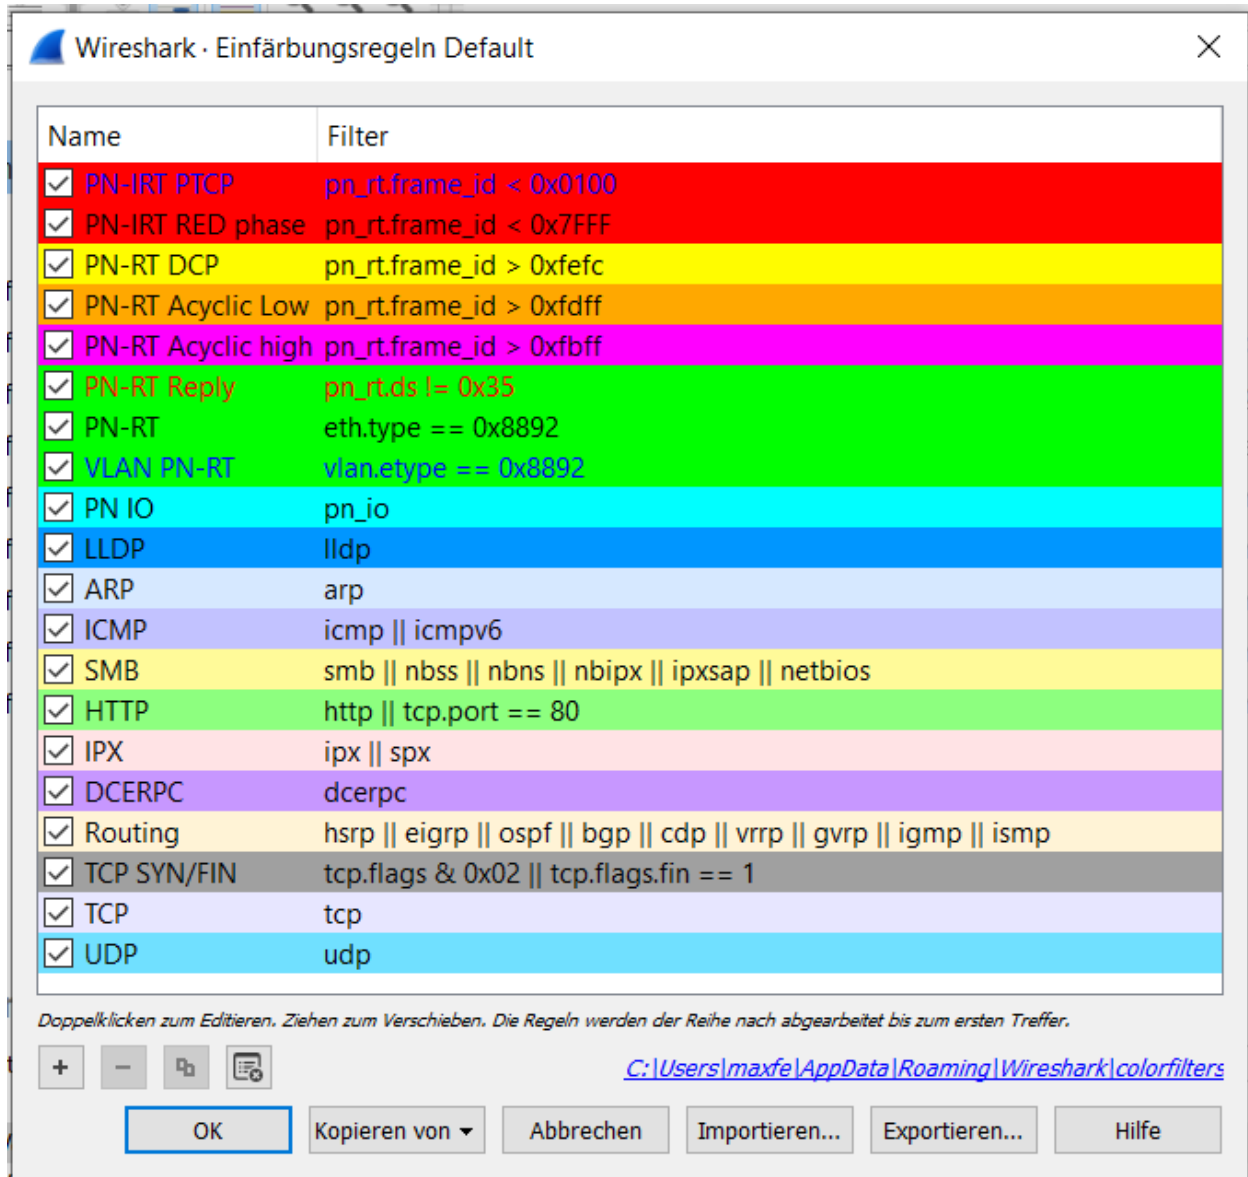 Wireshark · Einfärbungsregeln Default
Name Filter
PN-IRT PTCP pn_rt.frame_id < 0x0100
PN-IRT RED phase pn_rt.frame_id < 0x7FFF
PN-RT DCP pn_rt.frame_id > 0xfefc
PN-RT Acyclic Low pn_rt.frame_id > 0xfdff
PN-RT Acyclic high pn_rt.frame_id > 0xfbff
PN-RT Reply pn_rt.ds != 0x35
PN-RT eth.type == 0x8892
VLAN PN-RT vlan.etype == 0x8892
PN IO pn_io
LLDP lldp
ARP arp
ICMP icmp || icmpv6
SMB smb || nbss || nbns || nbipx || ipxsap || netbios
HTTP http || tcp.port == 80
IPX ipx || spx
DCERPC dcerpc
Routing hsrp || eigrp || ospf || bgp || cdp || vrrp || gvrp || igmp || ismp
TCP SYN/FIN tcp.flags & 0x02 || tcp.flags.fin == 1
TCP tcp
UDP udp
Doppelklicken zum Editieren. Ziehen zum Verschieben. Die Regeln werden der Reihe nach abgearbeitet bis zum ersten Treffer.
C:\Users\maxfe\AppData\Roaming\Wireshark\colorfilters
OK Kopieren von Abbrechen Importieren... Exportieren... Hilfe